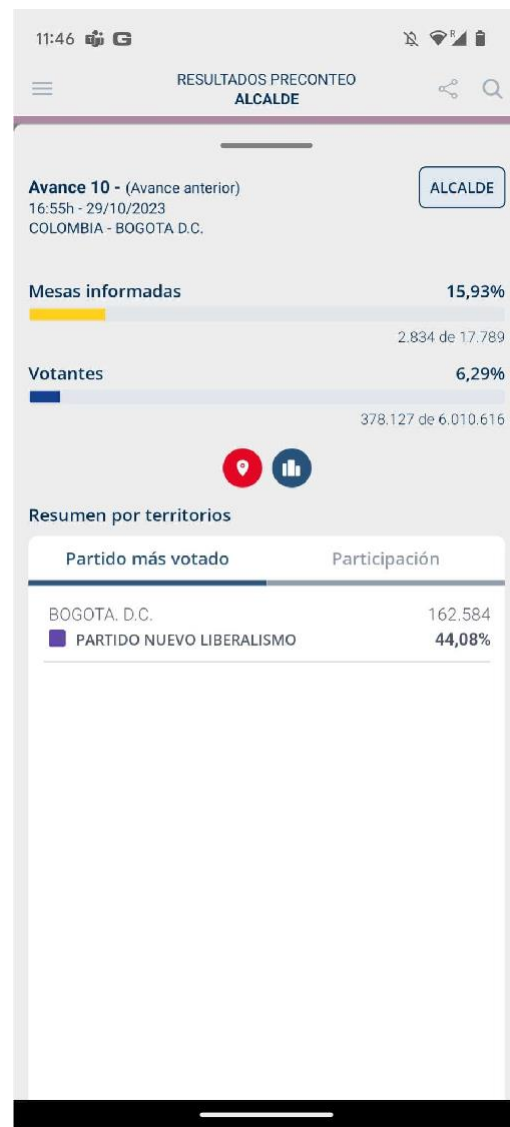 11:46
RESULTADOS PRECONTEO
ALCALDE
Avance 10 - (Avance anterior)
ALCALDE
16:55h - 29/10/2023
COLOMBIA - BOGOTA D.C.
Mesas informadas 15,93%
2.834 de 17.789
Votantes 6,29%
378.127 de 6.010.616
Resumen por territorios
Partido más votado Participación
BOGOTA. D.C. 162.584
PARTIDO NUEVO LIBERALISMO 44,08%